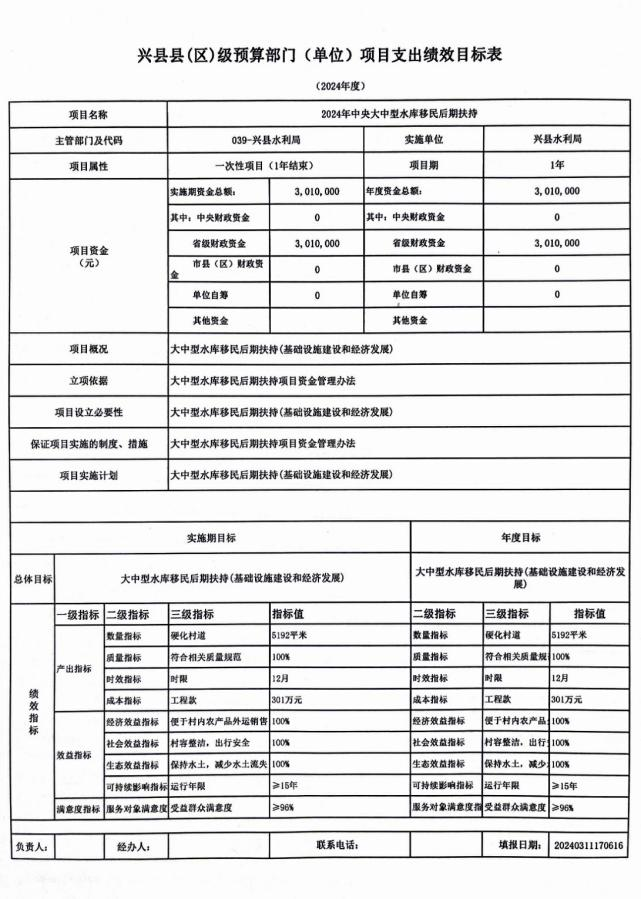 兴县县(区)级预算部门（单位）项目支出绩效目标表
（2024年度）
项目名称 2024年中央大中型水库移民后期扶持
主管部门及代码 039-兴县水利局 实施单位 兴县水利局
项目属性 一次性项目（1年结束） 项目期 1年
项目资金（元） 实施期资金总额： 3,010,000 年度资金总额： 3,010,000
其中：中央财政资金 0 其中：中央财政资金 0
省级财政资金 3,010,000 省级财政资金 3,010,000
市县（区）财政资金 0 市县（区）财政资金 0
单位自筹 0 单位自筹 0
其他资金 其他资金
项目概况 大中型水库移民后期扶持(基础设施建设和经济发展)
立项依据 大中型水库移民后期扶持项目资金管理办法
项目设立必要性 大中型水库移民后期扶持(基础设施建设和经济发展)
保证项目实施的制度、措施 大中型水库移民后期扶持项目资金管理办法
项目实施计划 大中型水库移民后期扶持(基础设施建设和经济发展)
实施期目标 年度目标
总体目标 大中型水库移民后期扶持(基础设施建设和经济发展) 大中型水库移民后期扶持(基础设施建设和经济发展)
绩效指标 一级指标 二级指标 三级指标 指标值 二级指标 三级指标 指标值
产出指标 数量指标 硬化村道 5192平米 数量指标 硬化村道 5192平米
质量指标 符合相关质量规范 100% 质量指标 符合相关质量规 100%
时效指标 时限 12月 时效指标 时限 12月
成本指标 工程款 301万元 成本指标 工程款 301万元
效益指标 经济效益指标 便于村内农产品外运销售 100% 经济效益指标 便于村内农产品 100%
社会效益指标 村容整洁，出行安全 100% 社会效益指标 村容整洁，出行 100%
生态效益指标 保持水土，减少水土流失 100% 生态效益指标 保持水土，减少 100%
可持续影响指标 运行年限 ≥15年 可持续影响指标 运行年限 ≥15年
满意度指标 服务对象满意度 受益群众满意度 ≥96% 服务对象满意度指 受益群众满意度 ≥96%
负责人： 经办人： 联系电话： 填报日期： 20240311170616